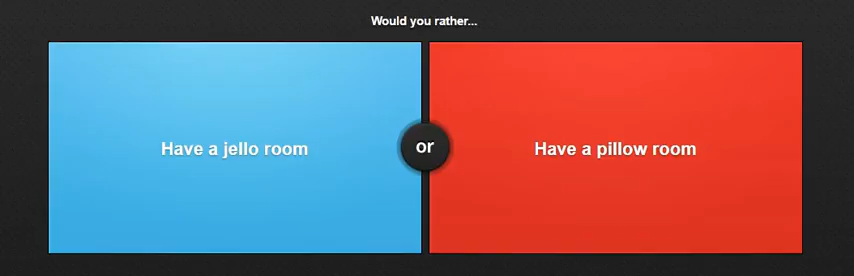 Would you rather...
Have a jello room
or
Have a pillow room